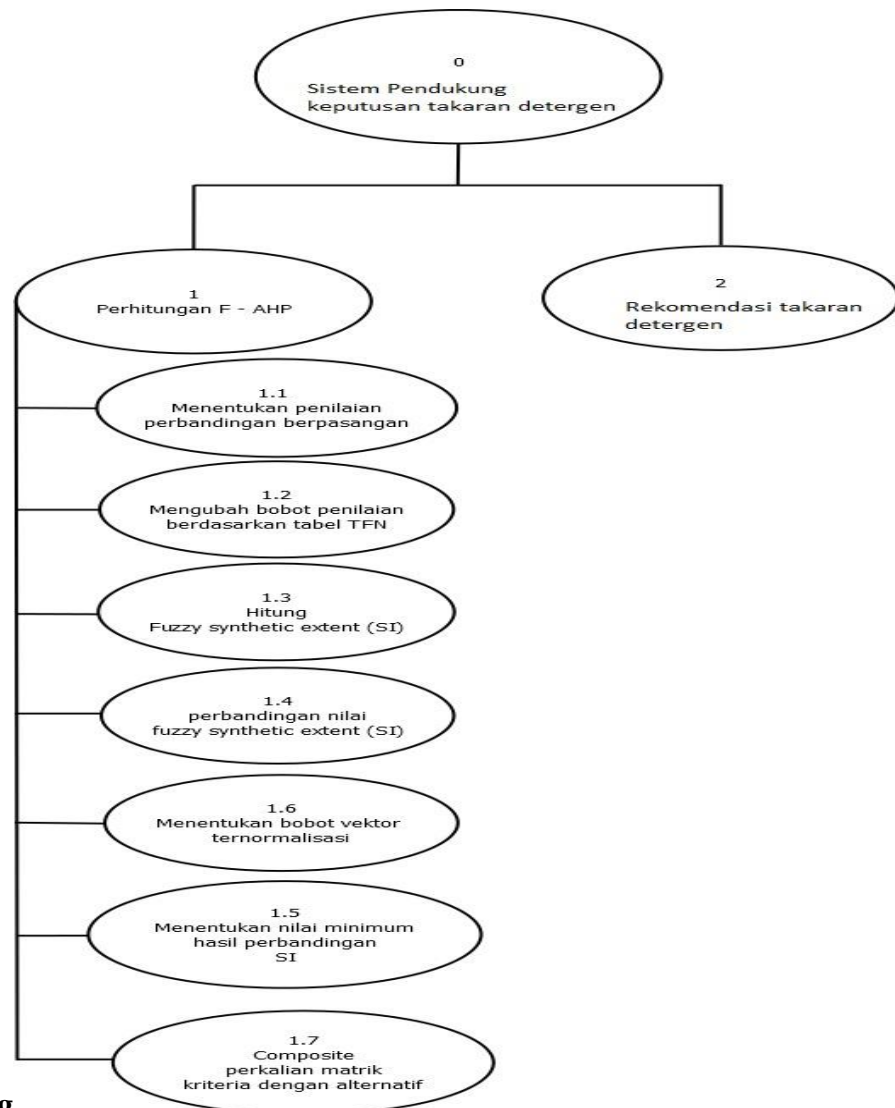 0
Sistem Pendukung
keputusan takaran detergen
1
Perhitungan F - AHP
2
Rekomendasi takaran
detergen
1.1
Menentukan penilaian
perbandingan berpasangan
1.2
Mengubah bobot penilaian
berdasarkan tabel TFN
1.3
Hitung
Fuzzy synthetic extent (SI)
1.4
perbandingan nilai
fuzzy synthetic extent (SI)
1.6
Menentukan bobot vektor
ternormalisasi
1.5
Menentukan nilai minimum
hasil perbandingan
SI
1.7
Composite
perkalian matrik
kriteria dengan alternatif